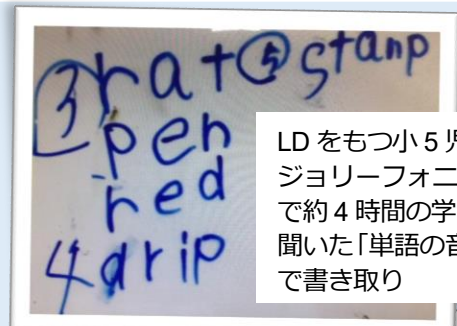 ③ rat ⑤ stanp
pen
red
4 drip
LD をもつ小 5 児
ジョリーフォニ
で約 4 時間の学
聞いた「単語の音
で書き取り